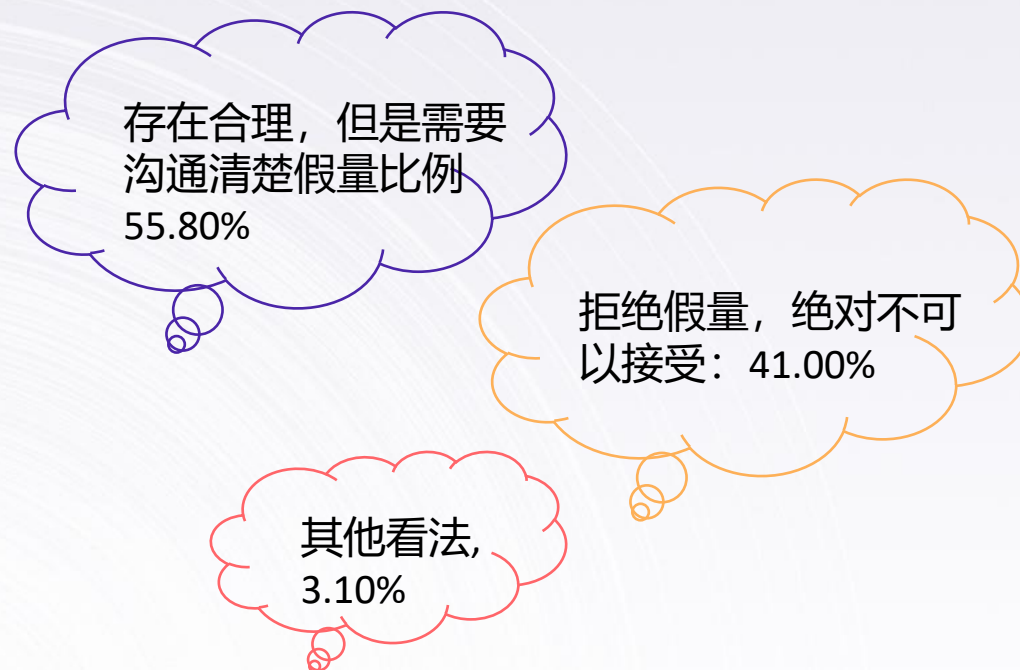 存在合理，但是需要
沟通清楚假量比例
55.80%
拒绝假量，绝对不可
以接受：41.00%
其他看法,
3.10%